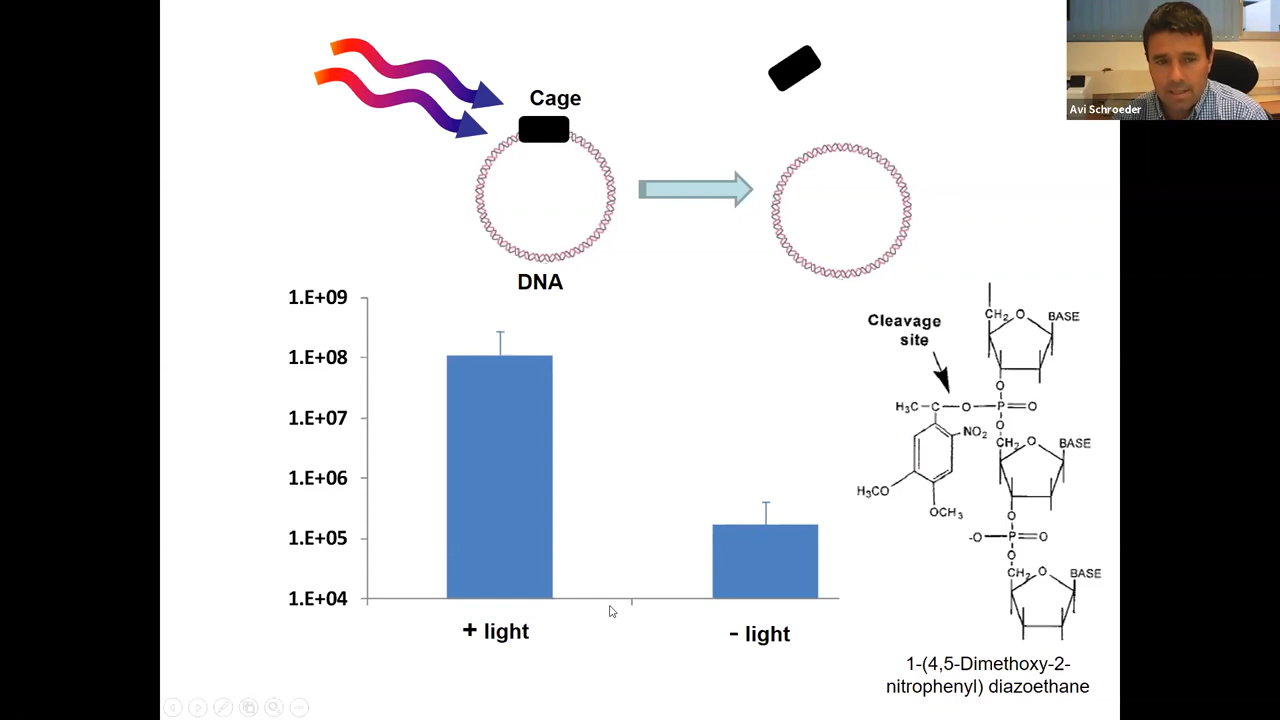 Cage
Avi Schroeder
DNA
1.E+09
1.E+08
1.E+07
1.E+06
1.E+05
1.E+04
+ light
- light
Cleavage
site
CH₂
O
BASE
O
H₃C
C
O
P
O
O
NO₂
CH₂
O
BASE
H₃CO
OCH₃
O
-O
P
O
O
CH₂
O
BASE
1-(4,5-Dimethoxy-2-
nitrophenyl) diazoethane